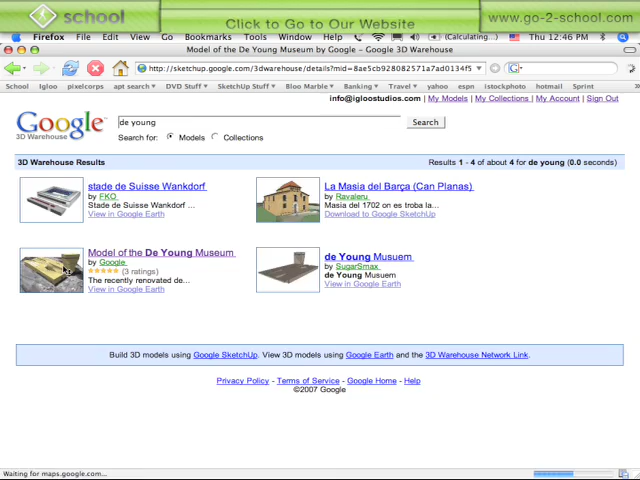 school
Click to Go to Our Website
www.go-2-school.com
Firefox File Edit View Go Bookmarks Tools Window Help (Calculating... Thu 12:46 PM
Model of the De Young Museum by Google – Google 3D Warehouse
http://sketchup.google.com/3dwarehouse/details?mid=8ae5cb928082571a7ad0134f5
School Igloo pixelcorps apt search DVD Stuff SketchUp Stuff Bloo Marble Banking Travel yahoo espn istockphoto hotmail Sprint
info@igloostudios.com | My Models | My Collections | My Account | Sign Out
Google
3D Warehouse
de young
Search
Search for: Models Collections
3D Warehouse Results
Results 1 - 4 of about 4 for de young (0.0 seconds)
stade de Suisse Wankdorf
by FKO
Stade de Suisse Wankdorf ...
View in Google Earth
La Masia del Barça (Can Planas)
by Ravaleru
Masia del 1702 on es troba la...
Download to Google SketchUp
Model of the De Young Museum
by Google
(3 ratings)
The recently renovated de...
View in Google Earth
de Young Musuem
by SugarSmax
de Young Musuem
View in Google Earth
Build 3D models using Google SketchUp. View 3D models using Google Earth and the 3D Warehouse Network Link.
Privacy Policy - Terms of Service - Google Home - Help
©2007 Google
Waiting for maps.google.com...